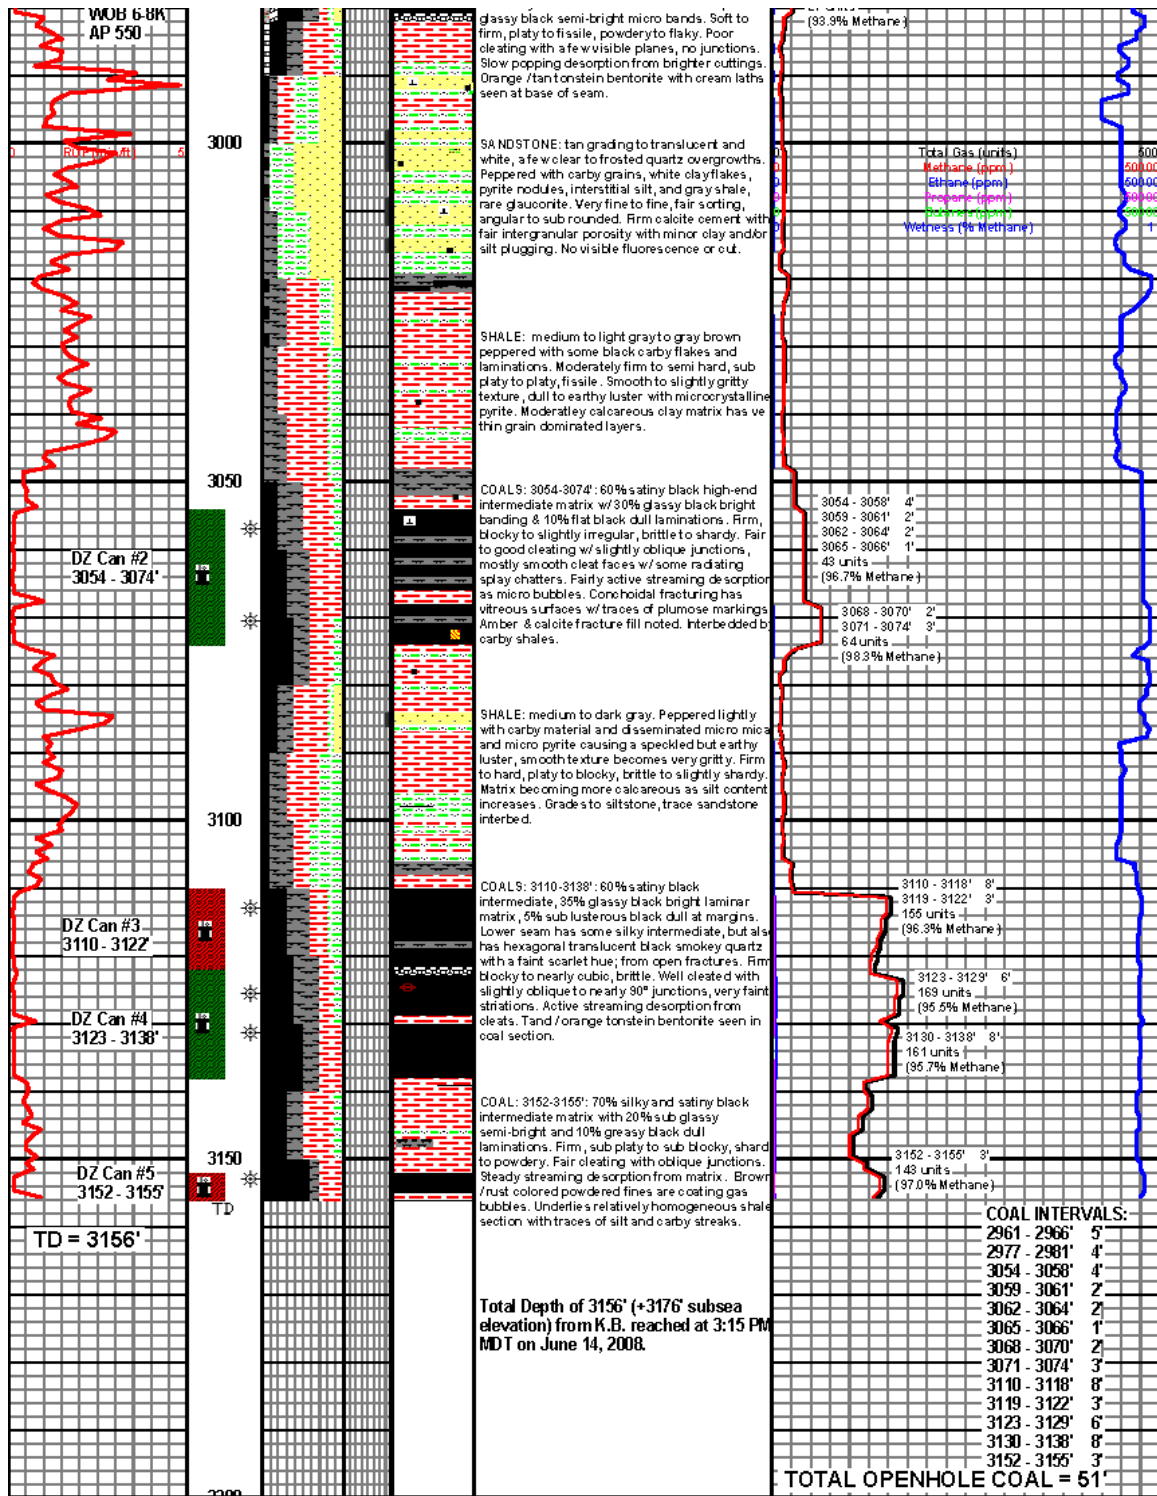 WOB 6-8K
AP 550
glassy black semi-bright micro bands. Soft to
firm, platy to fissile, powdery to flaky. Poor
cleating with a few visible planes, no junctions.
Slow popping desorption from brighter cuttings.
Orange / tan tonstein bentonite with cream laths
seen at base of seam.
(93.9% Methane)
3000
SANDSTONE: tan grading to translucent and
white, a few clear to frosted quartz overgrowths.
Peppered with carby grains, white clay flakes,
pyrite nodules, interstitial silt, and gray shale,
rare glauconite. Very fine to fine, fair sorting,
angular to sub rounded. Firm calcite cement with
fair intergranular porosity with minor clay and/or
silt plugging. No visible fluorescence or cut.
Total Gas (units)
Methane (ppm)
Ethane (ppm)
Propane (ppm)
Wetness (% Methane)
SHALE: medium to light gray to gray brown
peppered with some black carby flakes and
laminations. Moderately firm to semi hard, sub
platy to platy, fissile. Smooth to slightly gritty
texture, dull to earthy luster with microcrystalline
pyrite. Moderatley calcareous clay matrix has ve
thin grain dominated layers.
3050
DZ Can #2
3054 - 3074'
COALS: 3054-3074': 60% satiny black high-end
intermediate matrix w/ 30% glassy black bright
banding & 10% flat black dull laminations. Firm,
blocky to slightly irregular, brittle to shardy. Fair
to good cleating w/ slightly oblique junctions,
mostly smooth cleat faces w/ some radiating
splay chatters. Fairly active streaming desorption
as micro bubbles. Conchoidal fracturing has
vitreous surfaces w/ traces of plumose markings
Amber & calcite fracture fill noted. Interbedded by
carby shales.
3054 - 3058' 4'
3059 - 3061' 2'
3062 - 3064' 2'
3065 - 3066' 1'
43 units
(96.7% Methane)
3068 - 3070' 2'
3071 - 3074' 3'
64 units
(98.3% Methane)
SHALE: medium to dark gray. Peppered lightly
with carby material and disseminated micro mica
and micro pyrite causing a speckled but earthy
luster, smooth texture becomes very gritty. Firm
to hard, platy to blocky, brittle to slightly shardy.
Matrix becoming more calcareous as silt content
increases. Grades to siltstone, trace sandstone
interbed.
3100
DZ Can #3
3110 - 3122'
DZ Can #4
3123 - 3138'
COALS: 3110-3138': 60% satiny black
intermediate, 35% glassy black bright laminar
matrix, 5% sub lusterous black dull at margins.
Lower seam has some silky intermediate, but also
has hexagonal translucent black smokey quartz
with a faint scarlet hue; from open fractures. Firm
blocky to nearly cubic, brittle. Well cleated with
slightly oblique to nearly 90° junctions, very faint
striations. Active streaming desorption from
cleats. Tand / orange tonstein bentonite seen in
coal section.
3110 - 3118' 8'
3119 - 3122' 3'
155 units
(96.3% Methane)
3123 - 3129' 6'
169 units
(95.5% Methane)
3130 - 3138' 8'
161 units
(95.7% Methane)
3150
DZ Can #5
3152 - 3155'
TD
TD = 3156'
COAL: 3152-3155': 70% silky and satiny black
intermediate matrix with 20% sub glassy
semi-bright and 10% greasy black dull
laminations. Firm, sub platy to sub blocky, shard
to powdery. Fair cleating with oblique junctions.
Steady streaming desorption from matrix. Brown
/ rust colored powdered fines are coating gas
bubbles. Underlies relatively homogeneous shale
section with traces of silt and carby streaks.
3152 - 3155' 3'
143 units
(97.0% Methane)
Total Depth of 3156' (+3176' subsea
elevation) from K.B. reached at 3:15 PM
MDT on June 14, 2008.
COAL INTERVALS:
2961 - 2966' 5'
2977 - 2981' 4'
3054 - 3058' 4'
3059 - 3061' 2'
3062 - 3064' 2'
3065 - 3066' 1'
3068 - 3070' 2'
3071 - 3074' 3'
3110 - 3118' 8'
3119 - 3122' 3'
3123 - 3129' 6'
3130 - 3138' 8'
3152 - 3155' 3'
TOTAL OPENHOLE COAL = 51'